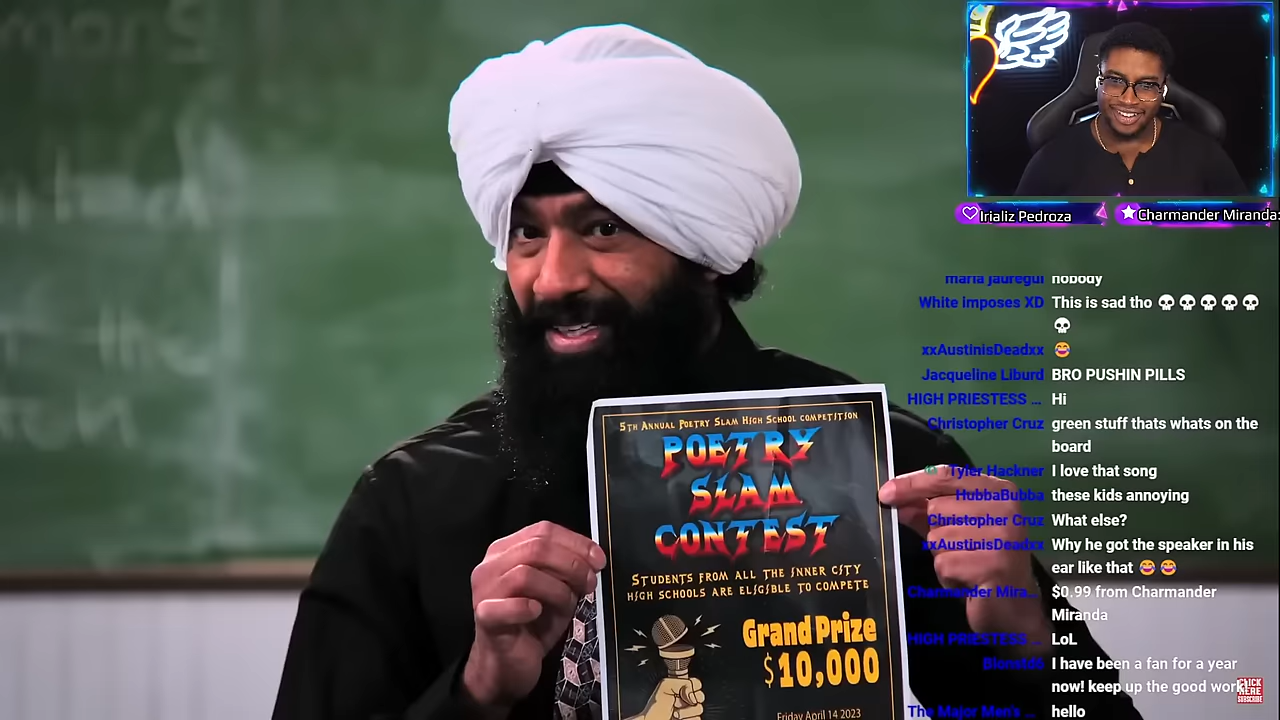 5th Annual Poetry Slam High School competition
POETRY
SLAM
CONTEST
Students from all the inner city
high schools are eligible to compete
Grand Prize
$10,000
Friday April 14 2023
Irializ Pedroza
Charmander Miranda:
maria jauregui nobody
White imposes XD This is sad tho 💀💀💀💀💀
💀
xxAustinisDeadxx 😂
Jacqueline Liburd BRO PUSHIN PILLS
HIGH PRIESTESS ... Hi
Christopher Cruz green stuff thats whats on the
board
Tyler Hackner I love that song
HubbaBubba these kids annoying
Christopher Cruz What else?
xxAustinisDeadxx Why he got the speaker in his
ear like that 😂😂
Charmander Mira... $0.99 from Charmander
Miranda
HIGH PRIESTESS ... LoL
I have been a fan for a year
now! keep up the good work
The Major Men's ... hello
CLICK
HERE
SUBSCRIBE